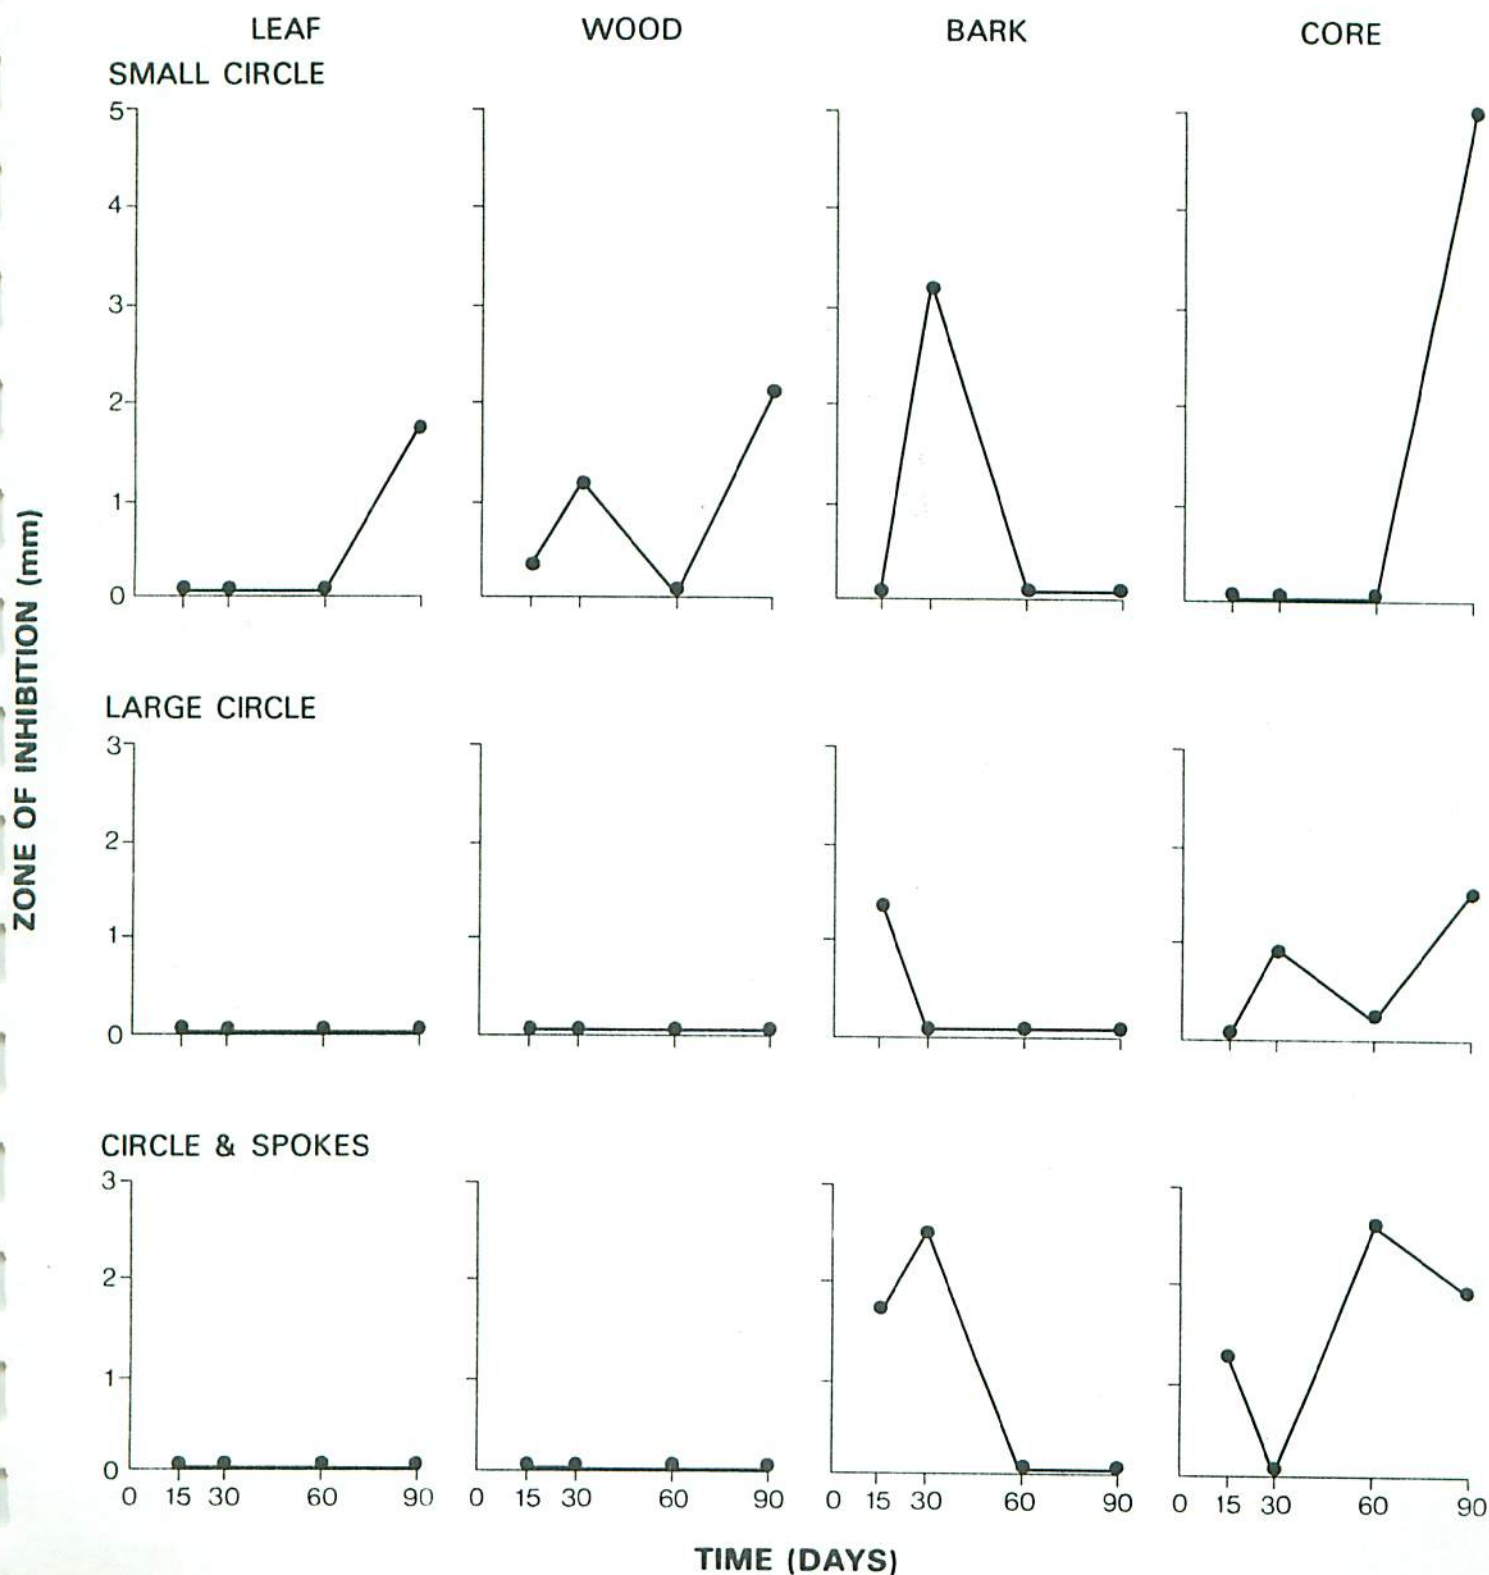 LEAF WOOD BARK CORE
SMALL CIRCLE
5
4
3
2
1
0
ZONE OF INHIBITION (mm)
LARGE CIRCLE
3
2
1
0
CIRCLE & SPOKES
3
2
1
0
0 15 30 60 90 0 15 30 60 90 0 15 30 60 90 0 15 30 60 90
TIME (DAYS)